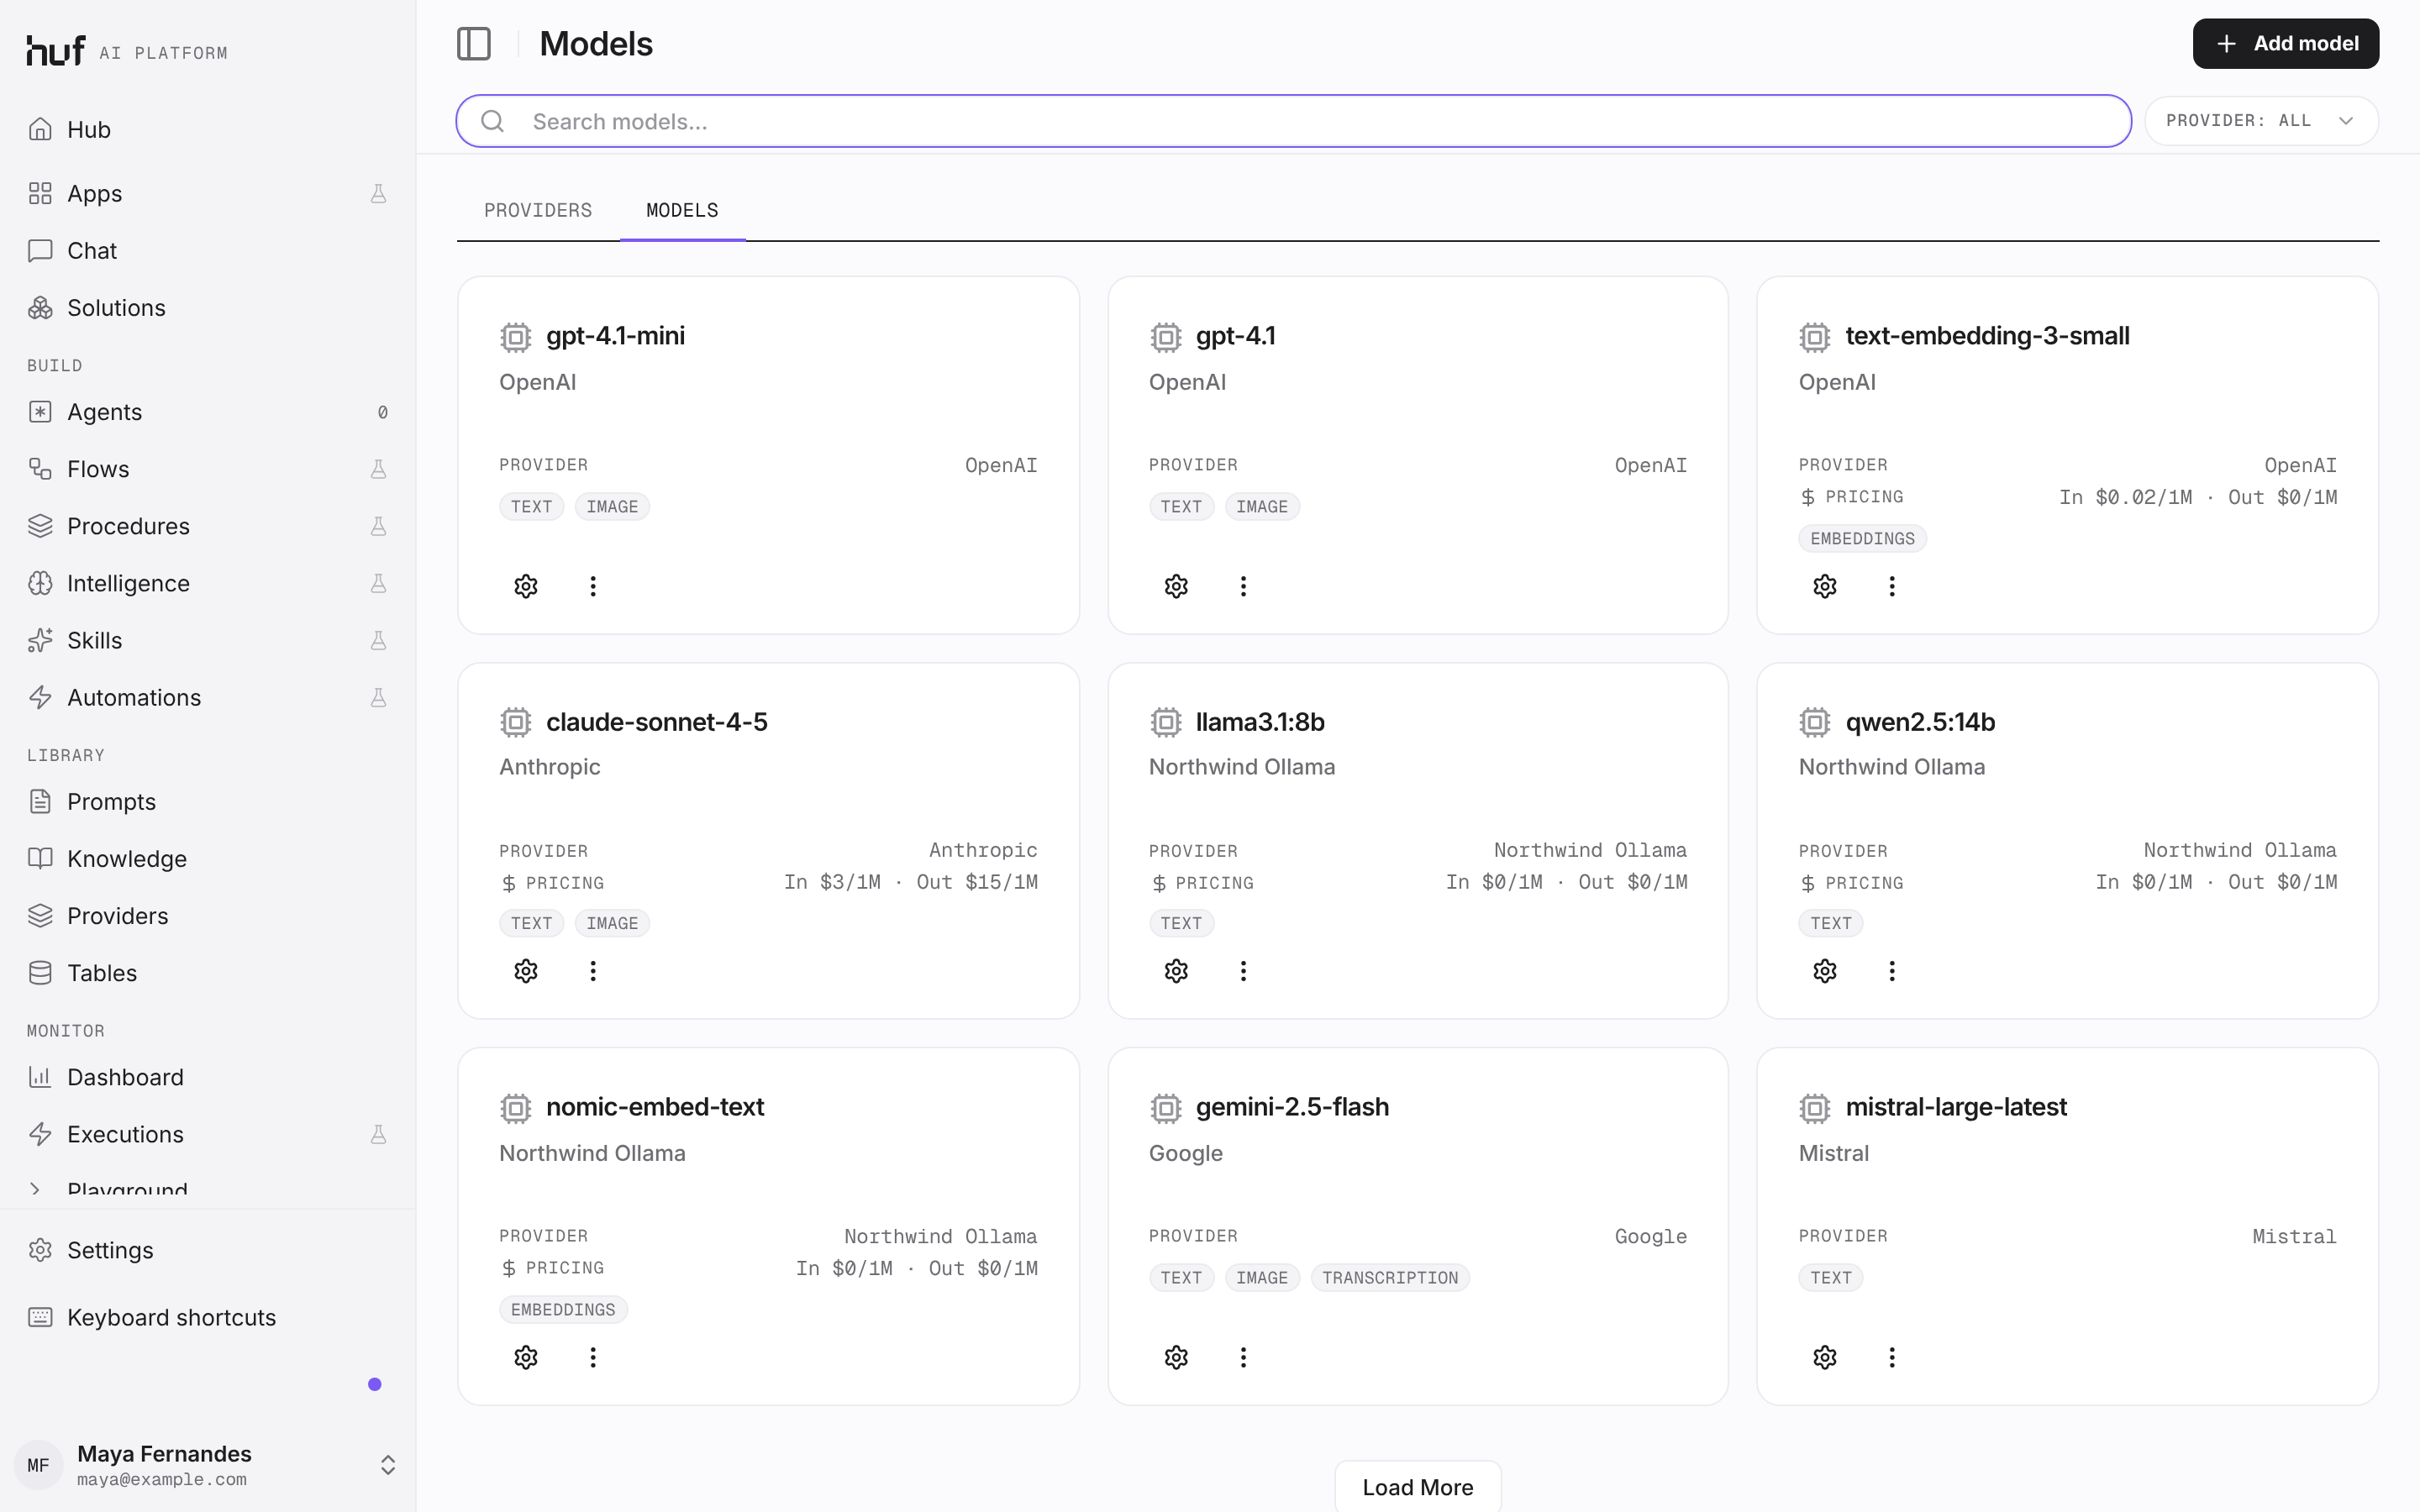 huf AI PLATFORM
Hub
Apps
Chat
Solutions
BUILD
Agents 0
Flows
Procedures
Intelligence
Skills
Automations
LIBRARY
Prompts
Knowledge
Providers
Tables
MONITOR
Dashboard
Executions
Playground
Settings
Keyboard shortcuts
MF
Maya Fernandes
maya@example.com
Models
Add model
Search models...
PROVIDER: ALL
PROVIDERS MODELS
gpt-4.1-mini
OpenAI
PROVIDER OpenAI
TEXT IMAGE
gpt-4.1
OpenAI
PROVIDER OpenAI
TEXT IMAGE
text-embedding-3-small
OpenAI
PROVIDER OpenAI
$ PRICING In $0.02/1M · Out $0/1M
EMBEDDINGS
claude-sonnet-4-5
Anthropic
PROVIDER Anthropic
$ PRICING In $3/1M · Out $15/1M
TEXT IMAGE
llama3.1:8b
Northwind Ollama
PROVIDER Northwind Ollama
$ PRICING In $0/1M · Out $0/1M
TEXT
qwen2.5:14b
Northwind Ollama
PROVIDER Northwind Ollama
$ PRICING In $0/1M · Out $0/1M
TEXT
nomic-embed-text
Northwind Ollama
PROVIDER Northwind Ollama
$ PRICING In $0/1M · Out $0/1M
EMBEDDINGS
gemini-2.5-flash
Google
PROVIDER Google
TEXT IMAGE TRANSCRIPTION
mistral-large-latest
Mistral
PROVIDER Mistral
TEXT
Load More